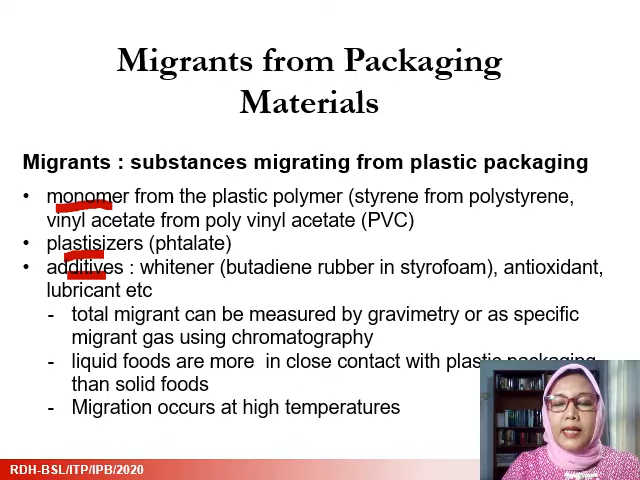 Migrants from Packaging
Materials
Migrants : substances migrating from plastic packaging
• monomer from the plastic polymer (styrene from polystyrene,
vinyl acetate from poly vinyl acetate (PVC)
• plastisizers (phtalate)
• additives : whitener (butadiene rubber in styrofoam), antioxidant,
lubricant etc
- total migrant can be measured by gravimetry or as specific
migrant gas using chromatography
- liquid foods are more in close contact with plastic packaging
than solid foods
- Migration occurs at high temperatures
RDH-BSL/ITP/IPB/2020